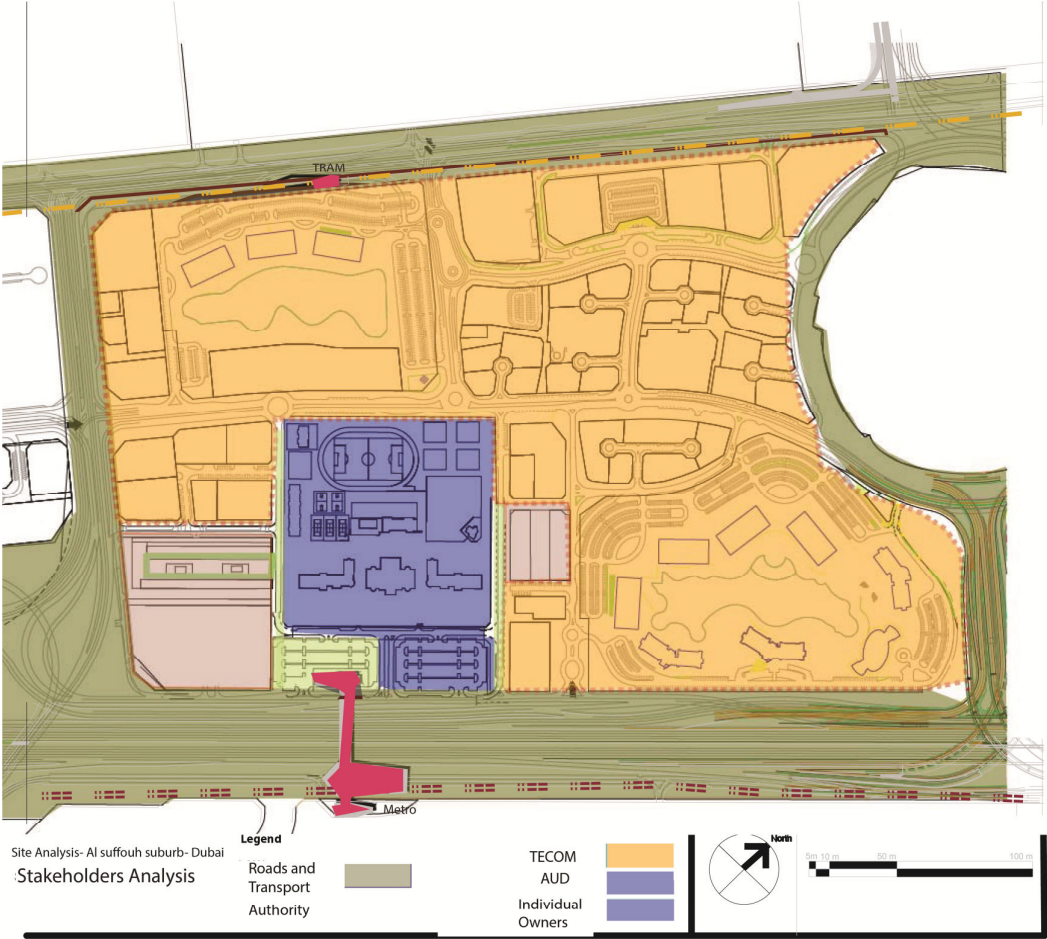 TRAM
Metro
Site Analysis- Al suffouh suburb- Dubai
:Stakeholders Analysis
Legend
Roads and
Transport
Authority
TECOM
AUD
Individual
Owners
North
5m 10 m 50 m 100 m